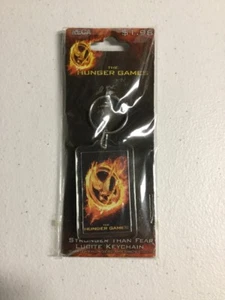 THE
HUNGER GAMES
THE
HUNGER GAMES
STRONGER THAN FEAR
LUCITE KEYCHAIN